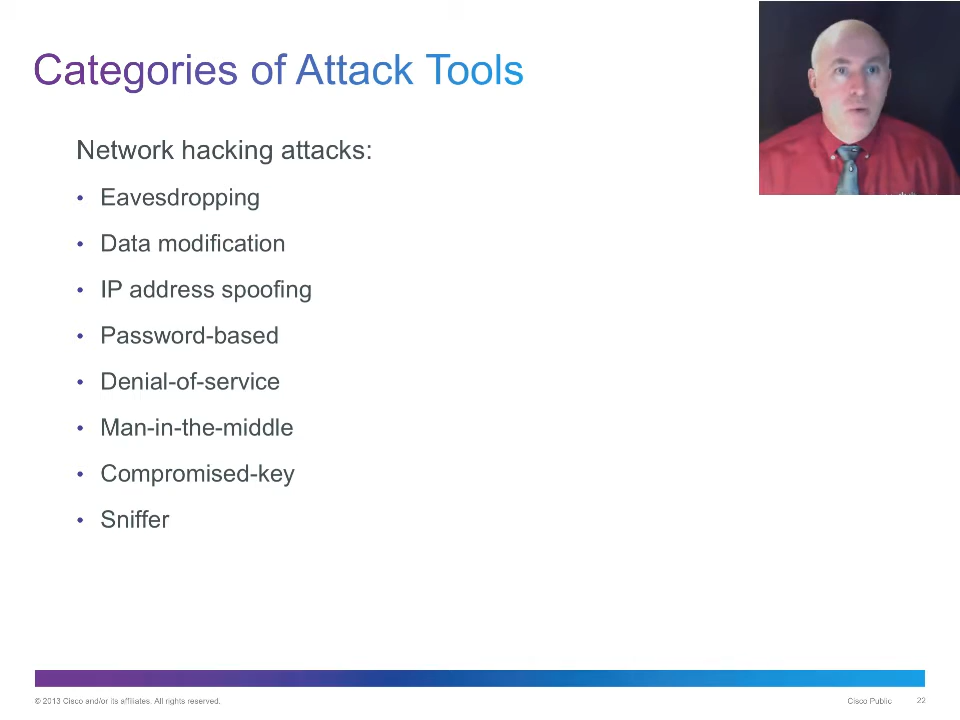 Categories of Attack Tools
Network hacking attacks:
• Eavesdropping
• Data modification
• IP address spoofing
• Password-based
• Denial-of-service
• Man-in-the-middle
• Compromised-key
• Sniffer
© 2013 Cisco and/or its affiliates. All rights reserved.
Cisco Public
22